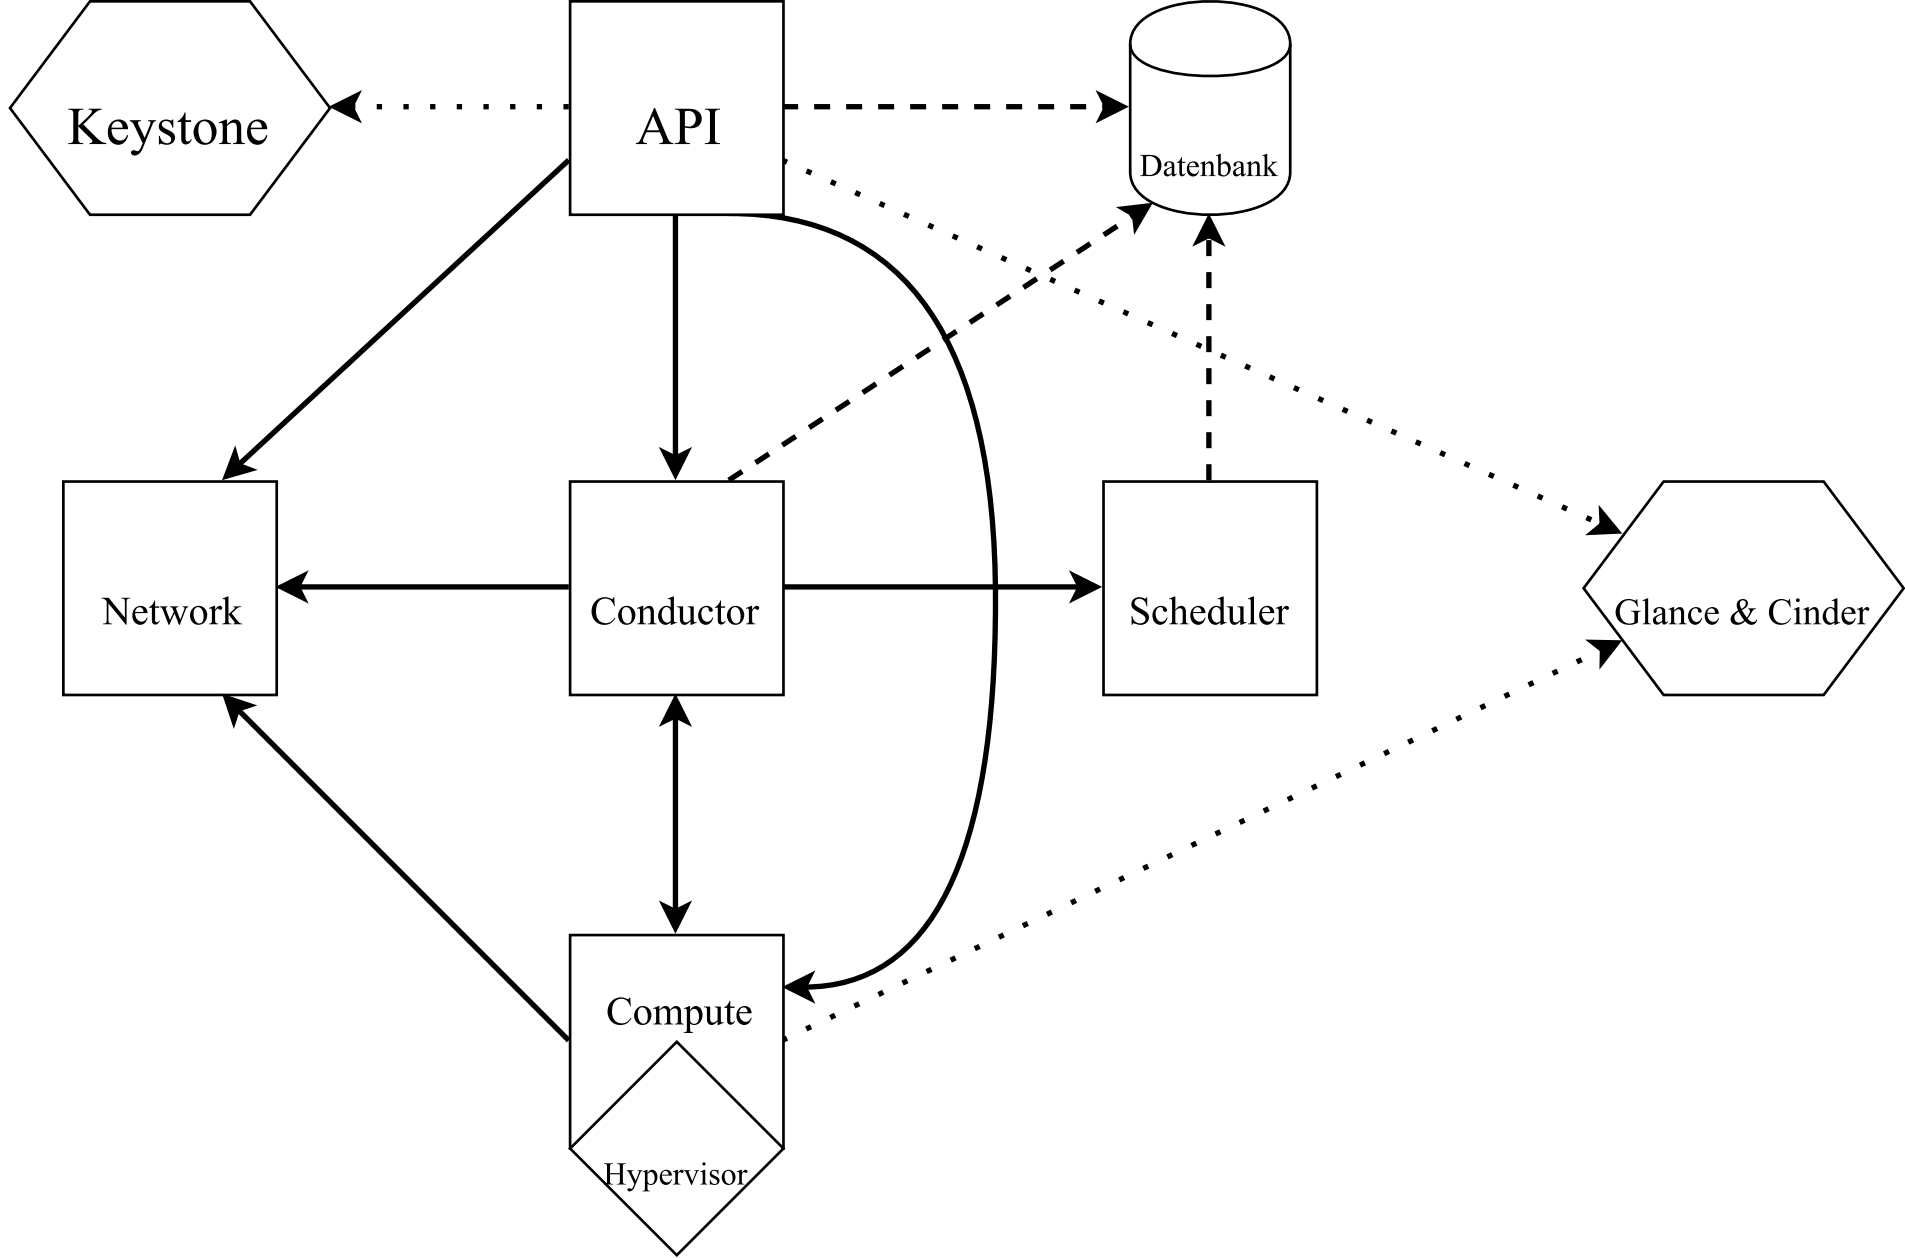 Keystone
API
Datenbank
Network
Conductor
Scheduler
Glance & Cinder
Compute
Hypervisor